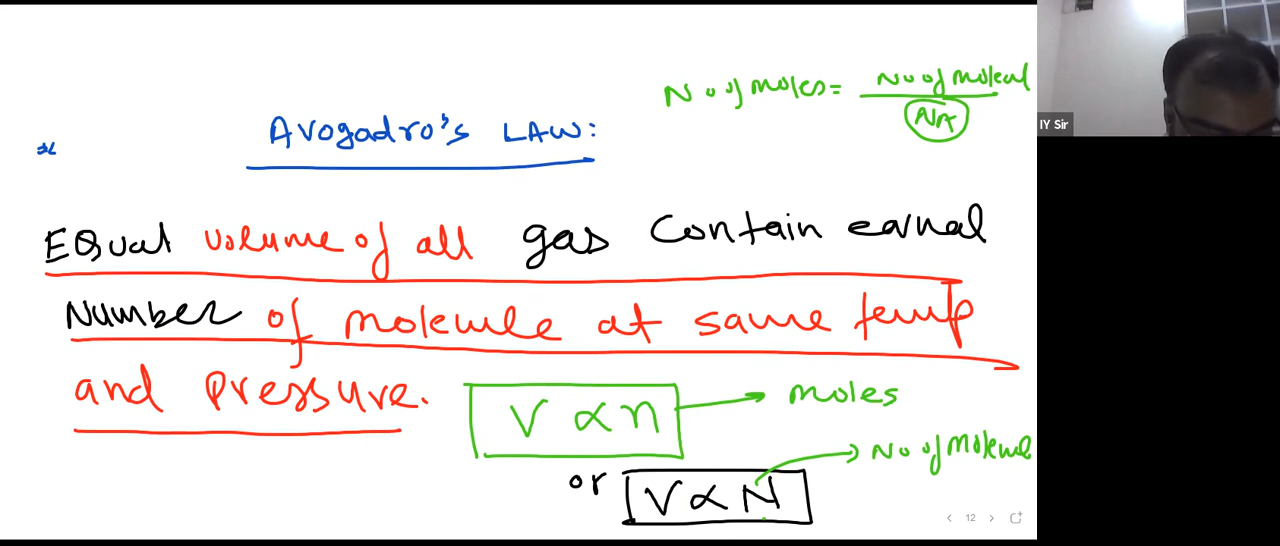 No of moles = No of molecul
NA
IY Sir
Avogadro's LAW:
EQual volume of all gas contain equal
Number of molecule at same temp
and pressure.
V ∝ n → moles
or V ∝ N → No of molecule
< 12 >